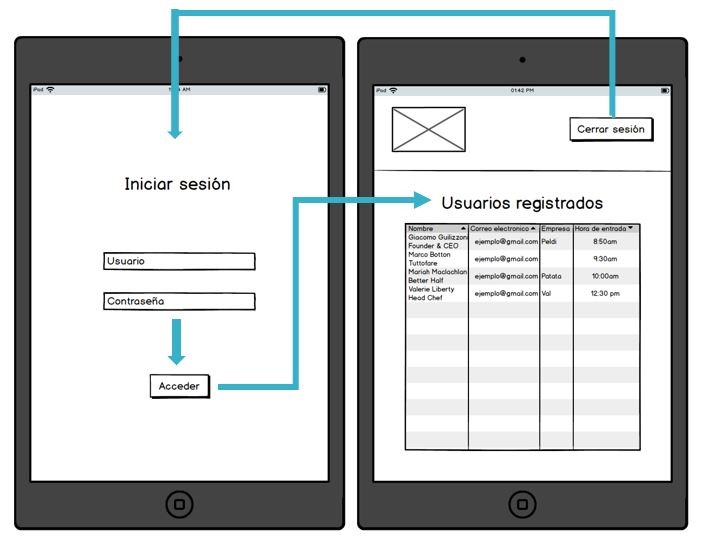 iPod
AM
Iniciar sesión
Usuario
Contraseña
Acceder
iPod
01:42 PM
Cerrar sesión
Usuarios registrados
Nombre Correo electronico Empresa Hora de entrada
Giacomo Guilizzoni
Founder & CEO ejemplo@gmail.com Peldi 8:50am
Marco Botton
Tuttofare ejemplo@gmail.com 9:30am
Mariah Maclachlan
Better Half ejemplo@gmail.com Patata 10:00am
Valerie Liberty
Head Chef ejemplo@gmail.com Val 12:30 pm